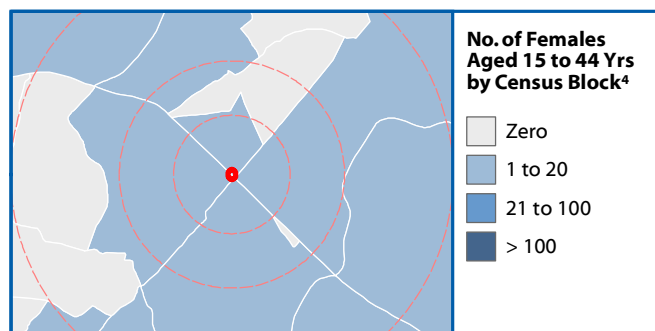 No. of Females
Aged 15 to 44 Yrs
by Census Block⁴
Zero
1 to 20
21 to 100
> 100